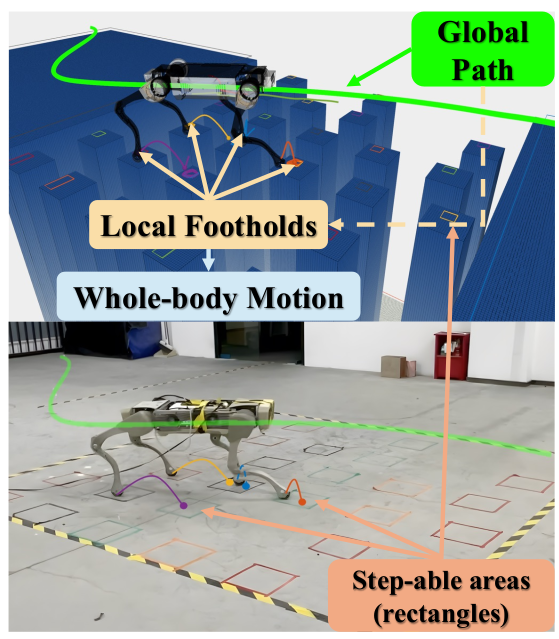 Global
Path
Local Footholds
Whole-body Motion
Step-able areas
(rectangles)